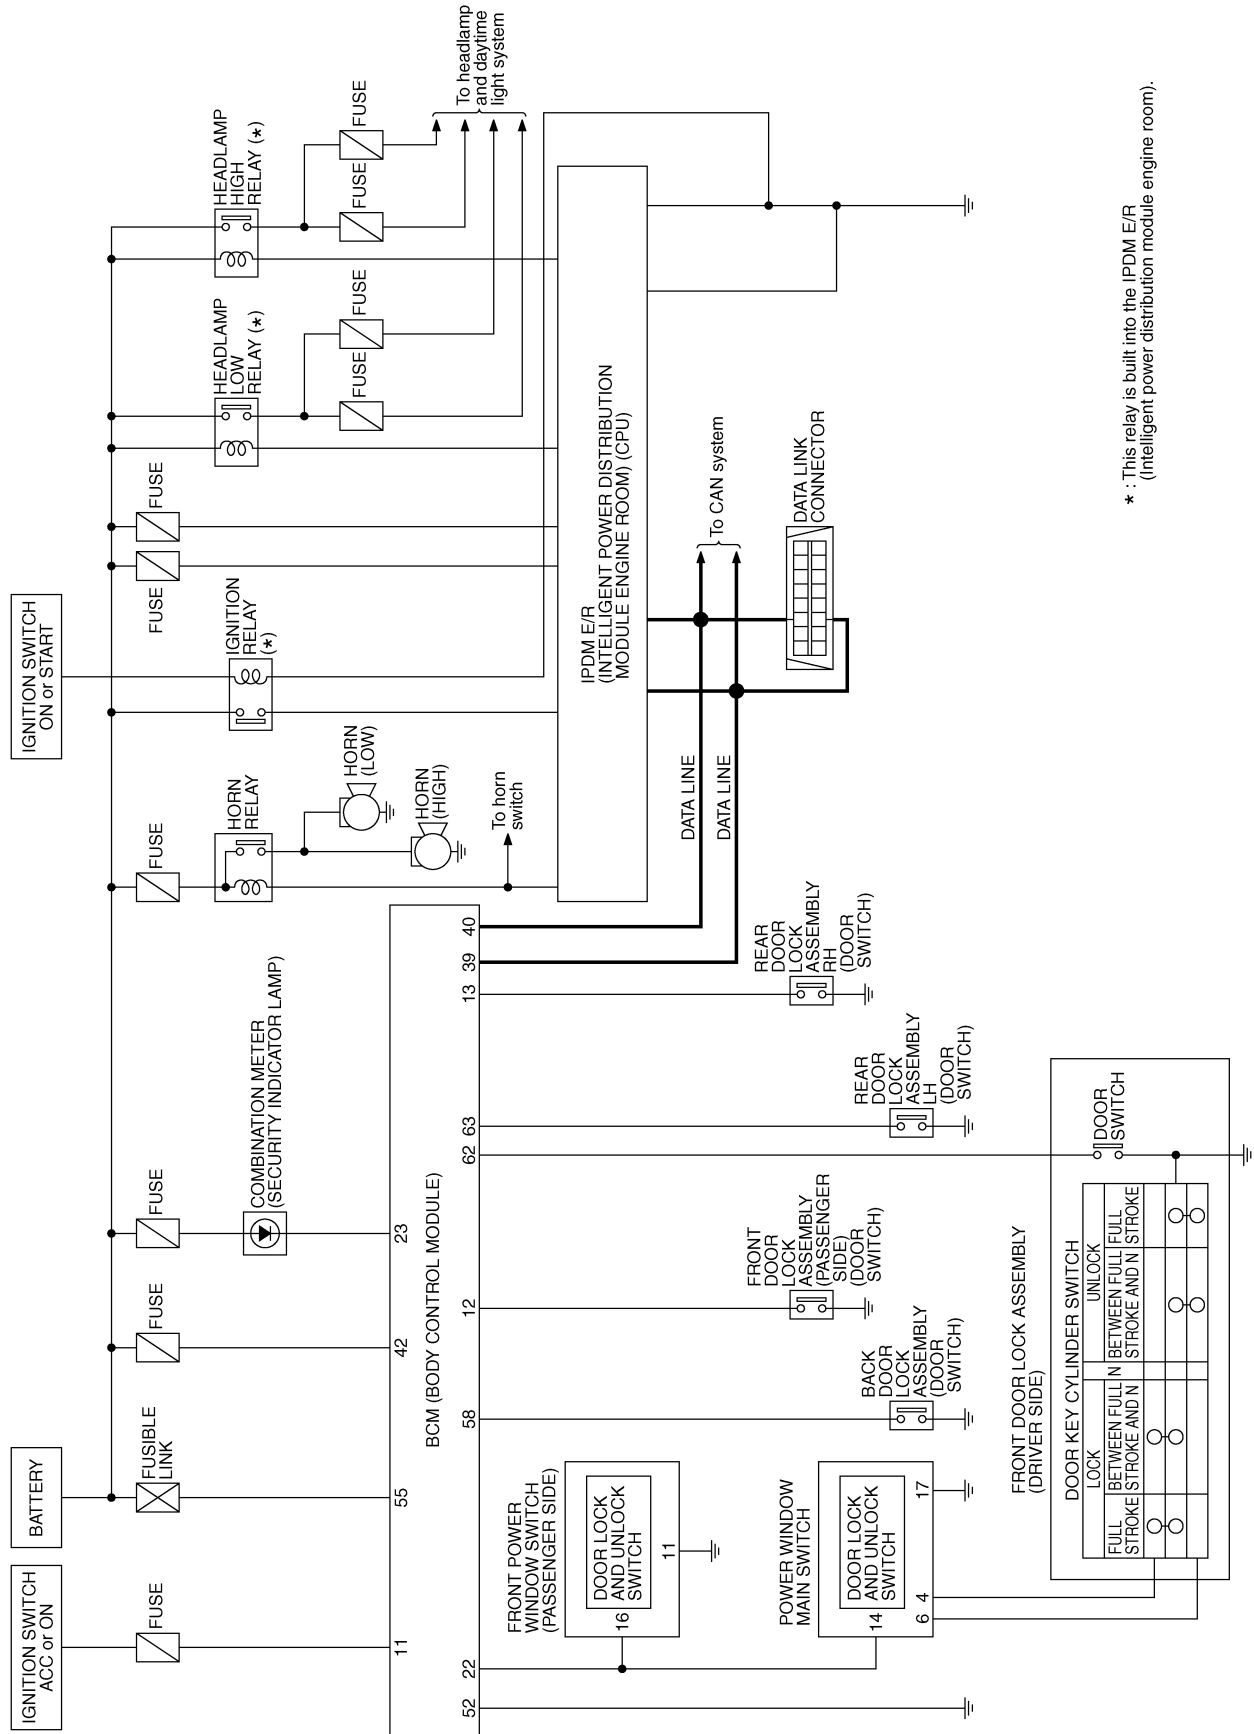 IGNITION SWITCH
ACC or ON
BATTERY
IGNITION SWITCH
ON or START
FUSE
FUSIBLE
LINK
FUSE
FUSE
FUSE
FUSE
FUSE
COMBINATION METER
(SECURITY INDICATOR LAMP)
HORN
RELAY
IGNITION
RELAY
(*)
HEADLAMP
LOW
RELAY (*)
HEADLAMP
HIGH
RELAY (*)
HORN
(LOW)
HORN
(HIGH)
FUSE
FUSE
FUSE
FUSE
To headlamp
and daytime
light system
To horn
switch
11
55
42
23
BCM (BODY CONTROL MODULE)
52
22
58
12
62
63
13
39
40
IPDM E/R
(INTELLIGENT POWER DISTRIBUTION
MODULE ENGINE ROOM) (CPU)
DATA LINE
DATA LINE
To CAN system
DATA LINK
CONNECTOR
FRONT POWER
WINDOW SWITCH
(PASSENGER SIDE)
DOOR LOCK
AND UNLOCK
SWITCH
16
11
POWER WINDOW
MAIN SWITCH
DOOR LOCK
AND UNLOCK
SWITCH
14
17
6
4
BACK
DOOR
LOCK
ASSEMBLY
(DOOR
SWITCH)
FRONT
DOOR
LOCK
ASSEMBLY
(PASSENGER
SIDE)
(DOOR
SWITCH)
REAR
DOOR
LOCK
ASSEMBLY
LH
(DOOR
SWITCH)
REAR
DOOR
LOCK
ASSEMBLY
RH
(DOOR
SWITCH)
FRONT DOOR LOCK ASSEMBLY
(DRIVER SIDE)
DOOR KEY CYLINDER SWITCH
LOCK
N
UNLOCK
FULL
STROKE
BETWEEN FULL
STROKE AND N
BETWEEN FULL
STROKE AND N
FULL
STROKE
DOOR
SWITCH
* : This relay is built into the IPDM E/R
(Intelligent power distribution module engine room).